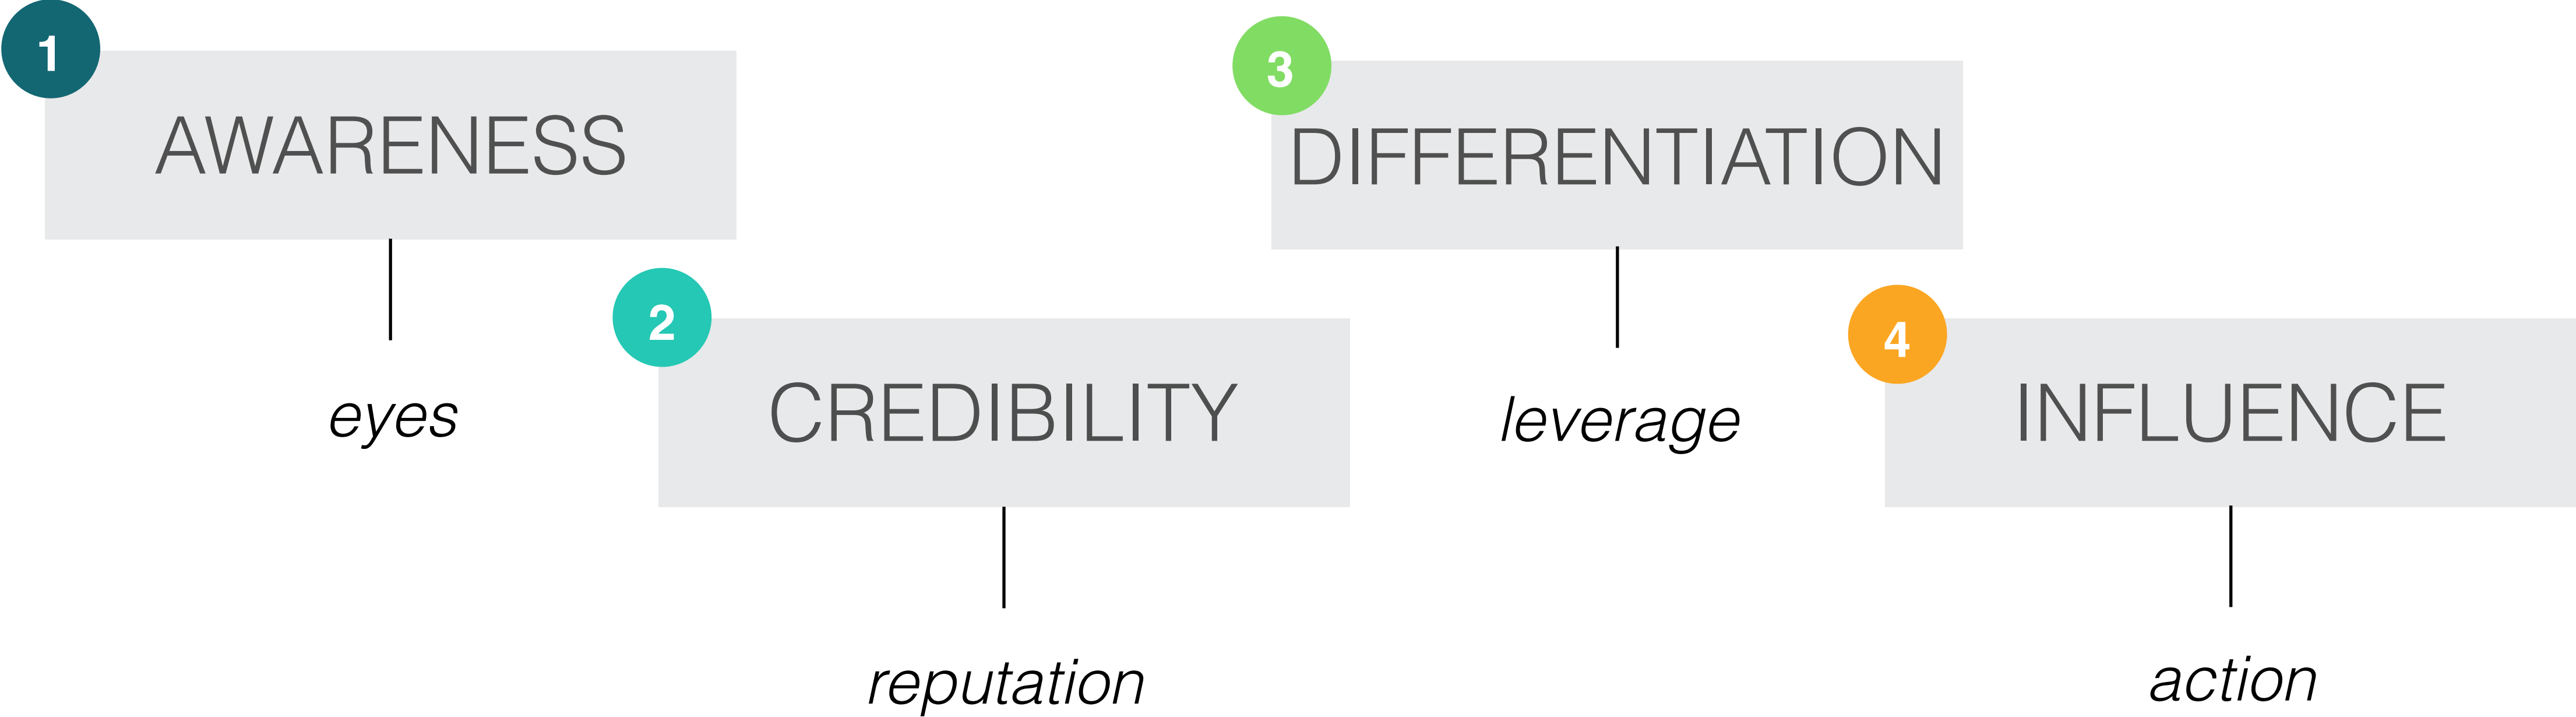 1
AWARENESS
eyes
2
CREDIBILITY
reputation
3
DIFFERENTIATION
leverage
4
INFLUENCE
action